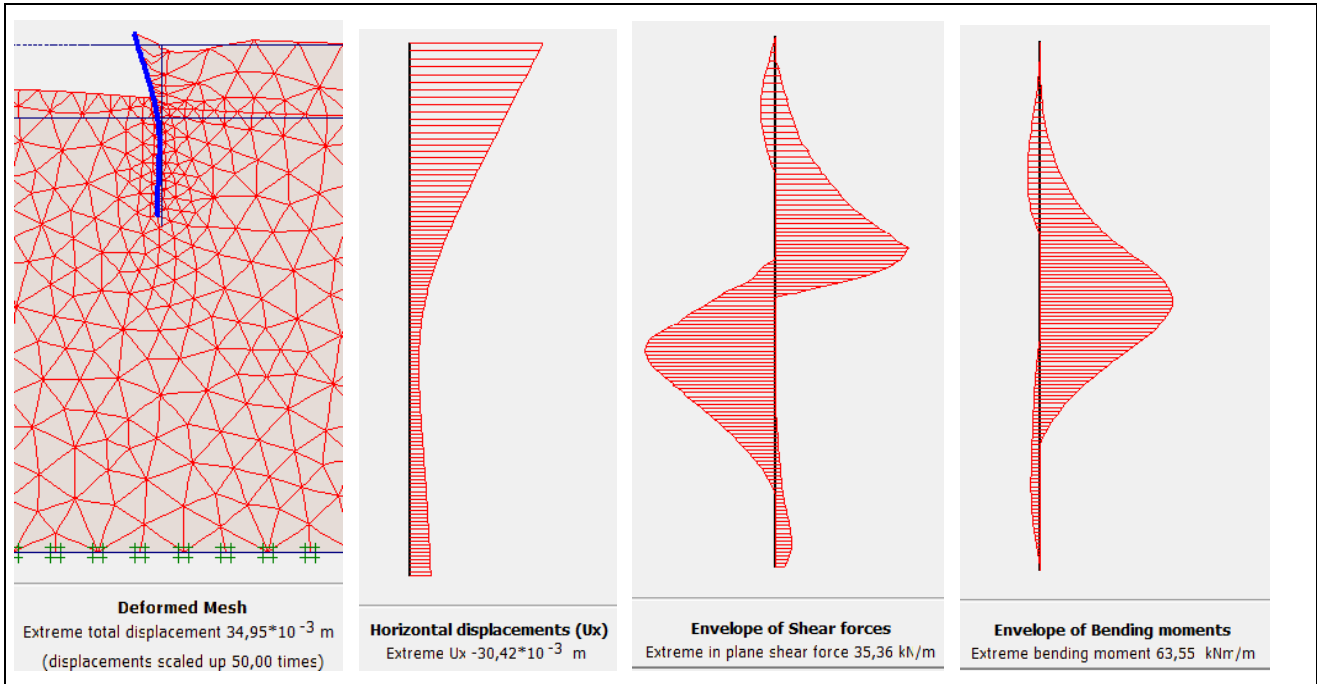 Deformed Mesh
Extreme total displacement 34,95*10 -3 m
(displacements scaled up 50,00 times)
Horizontal displacements (Ux)
Extreme Ux -30,42*10 -3 m
Envelope of Shear forces
Extreme in plane shear force 35,36 kN/m
Envelope of Bending moments
Extreme bending moment 63,55 kNm/m